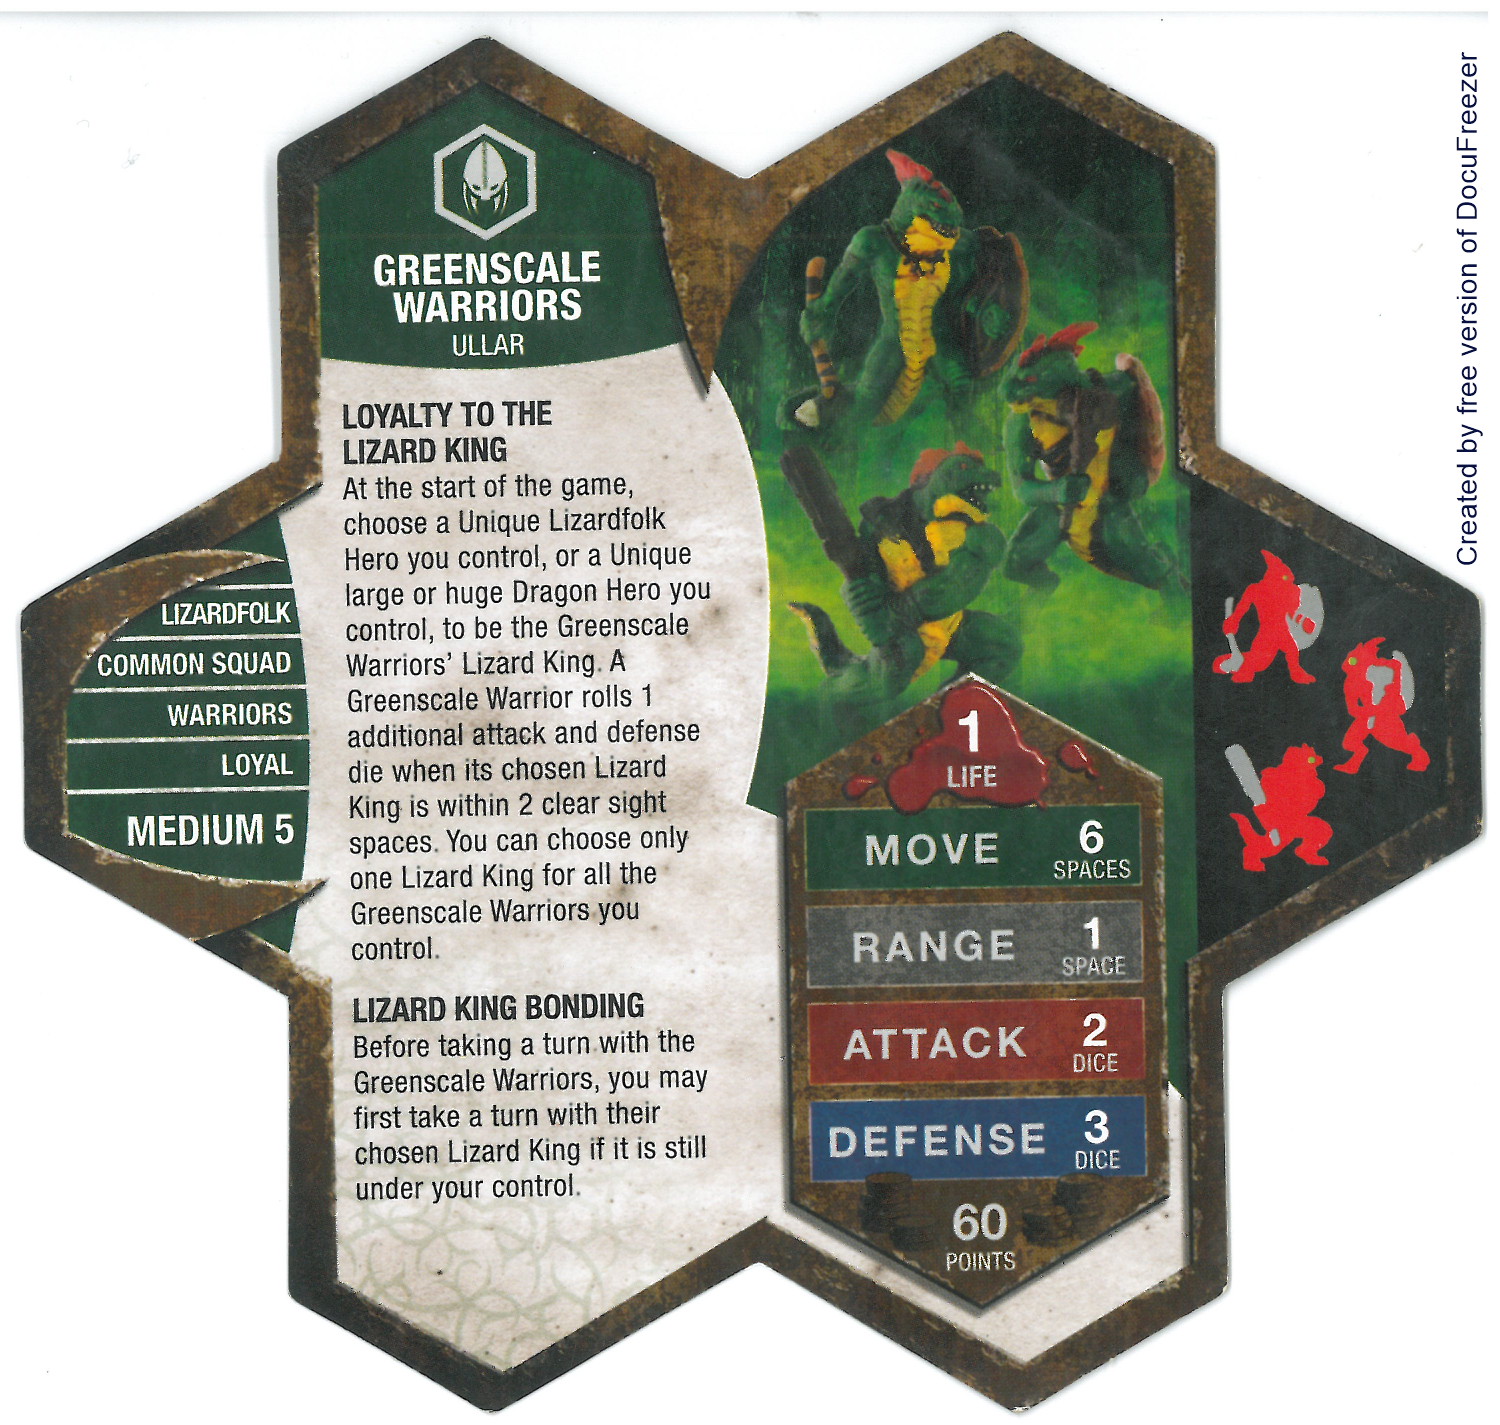 GREENSCALE
WARRIORS
ULLAR
LOYALTY TO THE
LIZARD KING
At the start of the game,
choose a Unique Lizardfolk
Hero you control, or a Unique
large or huge Dragon Hero you
control, to be the Greenscale
Warriors' Lizard King. A
Greenscale Warrior rolls 1
additional attack and defense
die when its chosen Lizard
King is within 2 clear sight
spaces. You can choose only
one Lizard King for all the
Greenscale Warriors you
control.
LIZARD KING BONDING
Before taking a turn with the
Greenscale Warriors, you may
first take a turn with their
chosen Lizard King if it is still
under your control.
LIZARDFOLK
COMMON SQUAD
WARRIORS
LOYAL
MEDIUM 5
1
LIFE
MOVE 6
SPACES
RANGE 1
SPACE
ATTACK 2
DICE
DEFENSE 3
DICE
60
POINTS
Created by free version of DocuFreezer